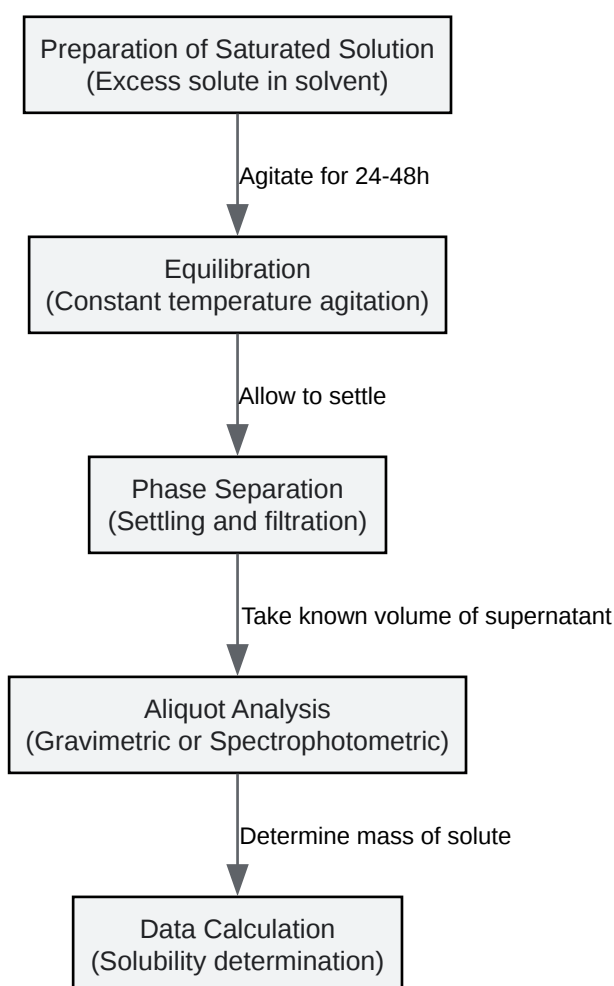 Preparation of Saturated Solution
(Excess solute in solvent)
Agitate for 24-48h
Equilibration
(Constant temperature agitation)
Allow to settle
Phase Separation
(Settling and filtration)
Take known volume of supernatant
Aliquot Analysis
(Gravimetric or Spectrophotometric)
Determine mass of solute
Data Calculation
(Solubility determination)